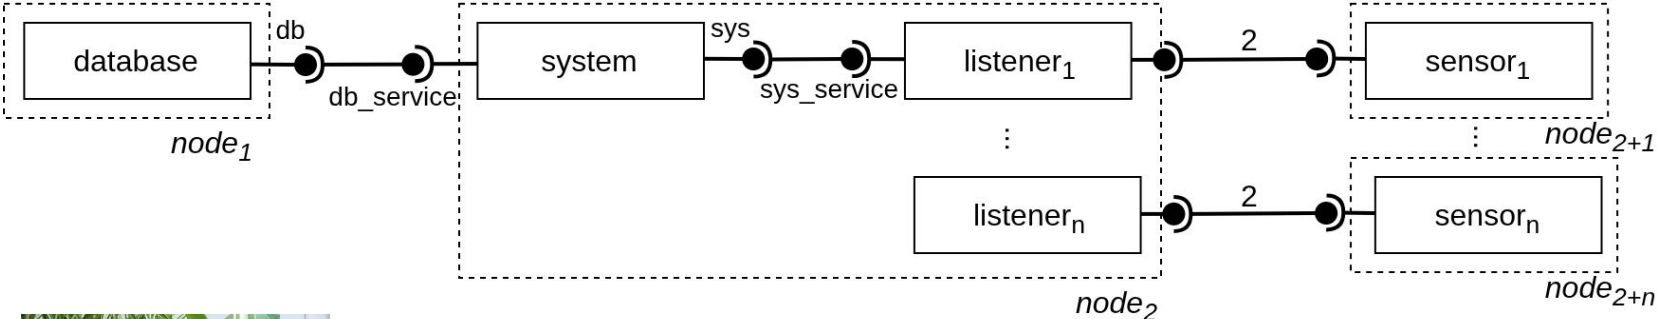 db
sys
2
database
system
listener1
sensor1
db_service
sys_service
node1
node2+1
⋮
⋮
2
listenern
sensorn
node2
node2+n